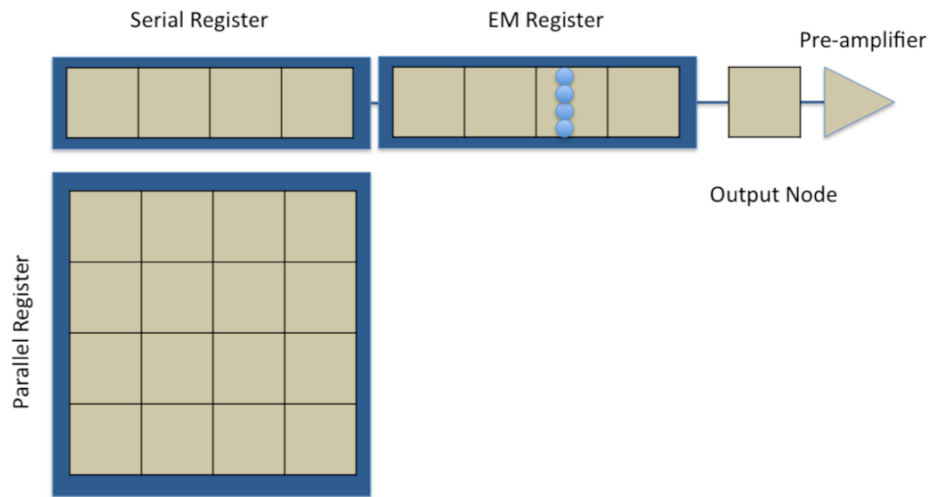 Serial Register
EM Register
Pre-amplifier
Output Node
Parallel Register